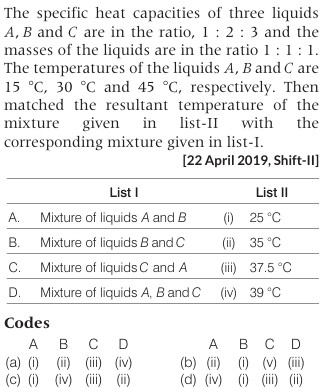 The specific heat capacities of three liquids
A, B and C are in the ratio, 1 : 2 : 3 and the
masses of the liquids are in the ratio 1 : 1 : 1.
The temperatures of the liquids A, B and C are
15 °C, 30 °C and 45 °C, respectively. Then
matched the resultant temperature of the
mixture given in list-II with the
corresponding mixture given in list-I.
[22 April 2019, Shift-II]
List I List II
A. Mixture of liquids A and B (i) 25 °C
B. Mixture of liquids B and C (ii) 35 °C
C. Mixture of liquids C and A (iii) 37.5 °C
D. Mixture of liquids A, B and C (iv) 39 °C
Codes
A B C D A B C D
(a) (i) (ii) (iii) (iv) (b) (ii) (i) (v) (iii)
(c) (i) (iv) (iii) (ii) (d) (iv) (i) (iii) (ii)